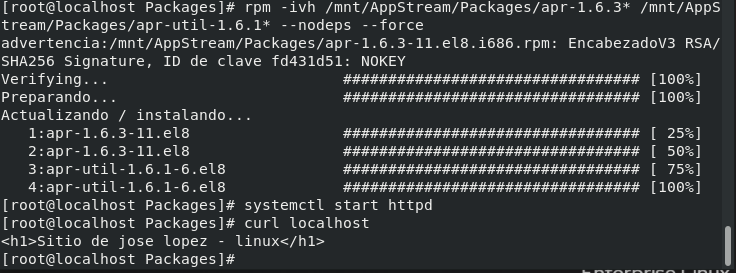 [root@localhost Packages]# rpm -ivh /mnt/AppStream/Packages/apr-1.6.3* /mnt/AppS
tream/Packages/apr-util-1.6.1* --nodeps --force
advertencia:/mnt/AppStream/Packages/apr-1.6.3-11.el8.i686.rpm: EncabezadoV3 RSA/
SHA256 Signature, ID de clave fd431d51: NOKEY
Verifying...                          ################################# [100%]
Preparando...                         ################################# [100%]
Actualizando / instalando...
   1:apr-1.6.3-11.el8                 ################################# [ 25%]
   2:apr-1.6.3-11.el8                 ################################# [ 50%]
   3:apr-util-1.6.1-6.el8             ################################# [ 75%]
   4:apr-util-1.6.1-6.el8             ################################# [100%]
[root@localhost Packages]# systemctl start httpd
[root@localhost Packages]# curl localhost
<h1>Sitio de jose lopez - linux</h1>
[root@localhost Packages]#
Enterprise Linux